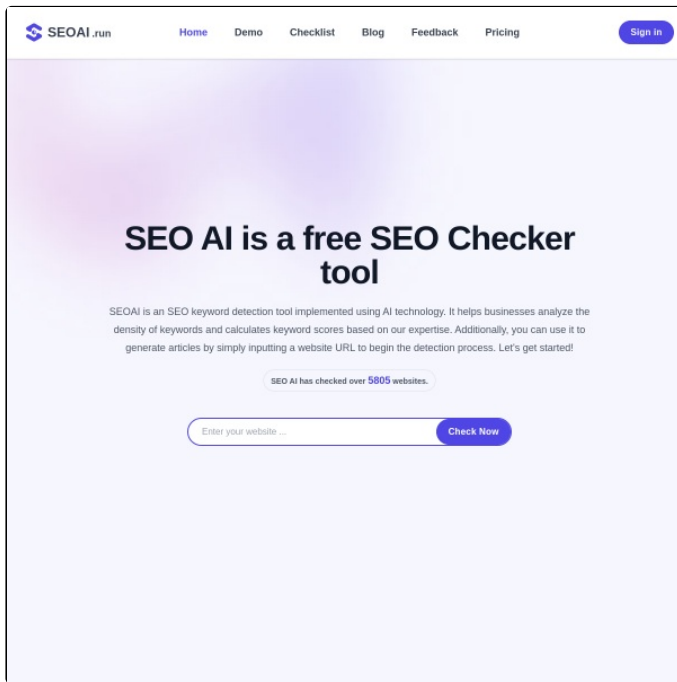 SEOAI.run
Home Demo Checklist Blog Feedback Pricing
Sign in
SEO AI is a free SEO Checker
tool
SEOAI is an SEO keyword detection tool implemented using AI technology. It helps businesses analyze the
density of keywords and calculates keyword scores based on our expertise. Additionally, you can use it to
generate articles by simply inputting a website URL to begin the detection process. Let's get started!
SEO AI has checked over 5805 websites.
Enter your website ...
Check Now